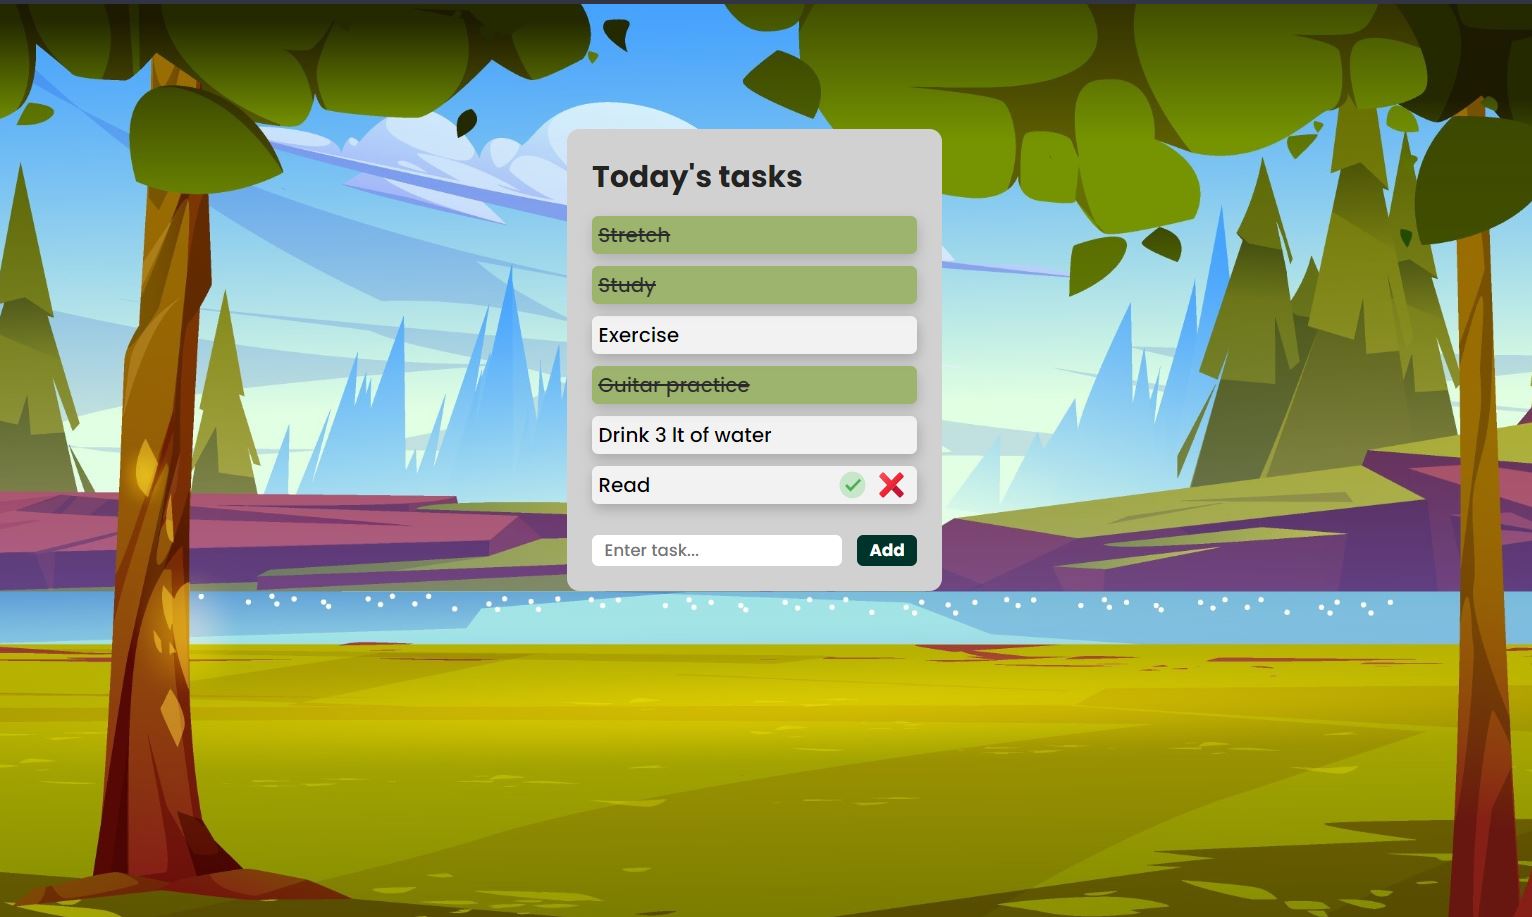 Today's tasks
Stretch
Study
Exercise
Guitar practice
Drink 3 lt of water
Read
Enter task...
Add